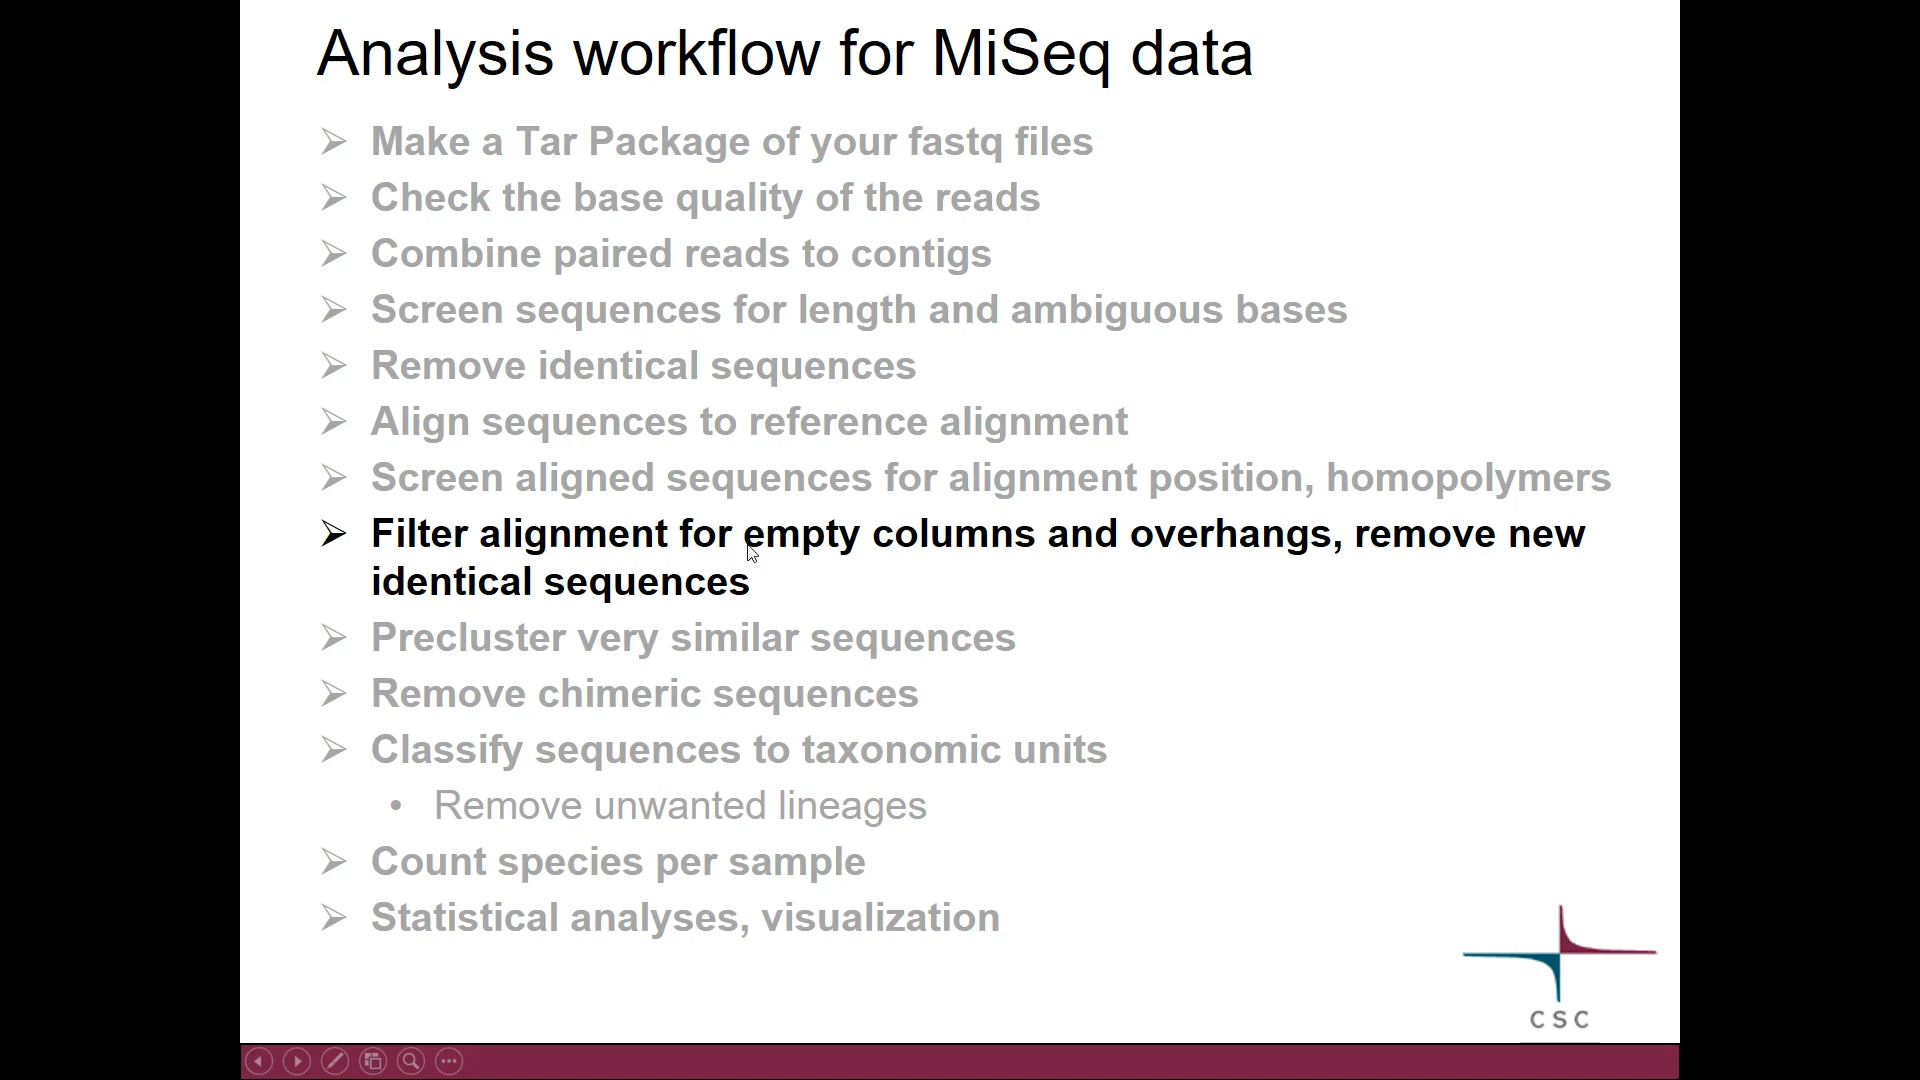 Analysis workflow for MiSeq data
Make a Tar Package of your fastq files
Check the base quality of the reads
Combine paired reads to contigs
Screen sequences for length and ambiguous bases
Remove identical sequences
Align sequences to reference alignment
Screen aligned sequences for alignment position, homopolymers
Filter alignment for empty columns and overhangs, remove new
identical sequences
Precluster very similar sequences
Remove chimeric sequences
Classify sequences to taxonomic units
• Remove unwanted lineages
Count species per sample
Statistical analyses, visualization
CSC